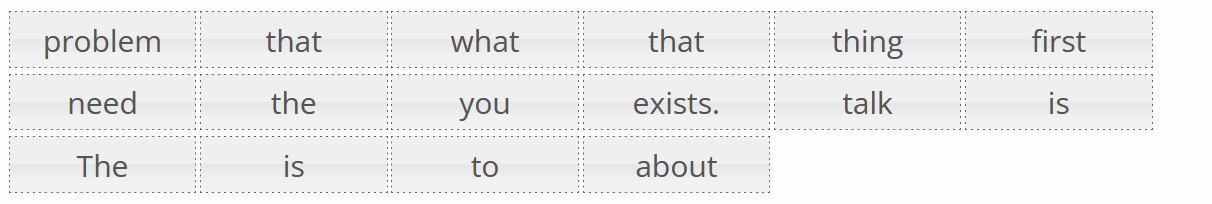 problem that what that thing first
need the you exists. talk is
The is to about